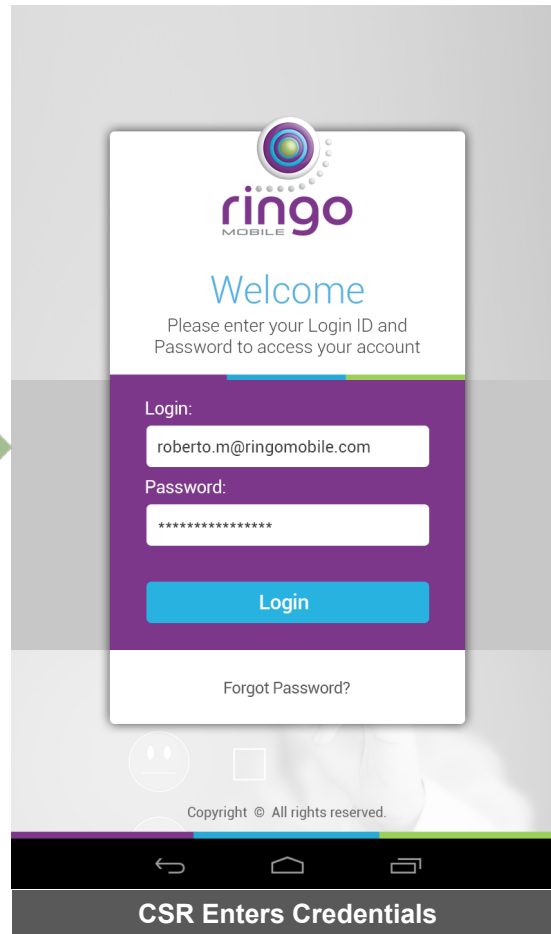 ringo
MOBILE
Welcome
Please enter your Login ID and
Password to access your account
Login:
roberto.m@ringomobile.com
Password:
****************
Login
Forgot Password?
Copyright © All rights reserved.
CSR Enters Credentials